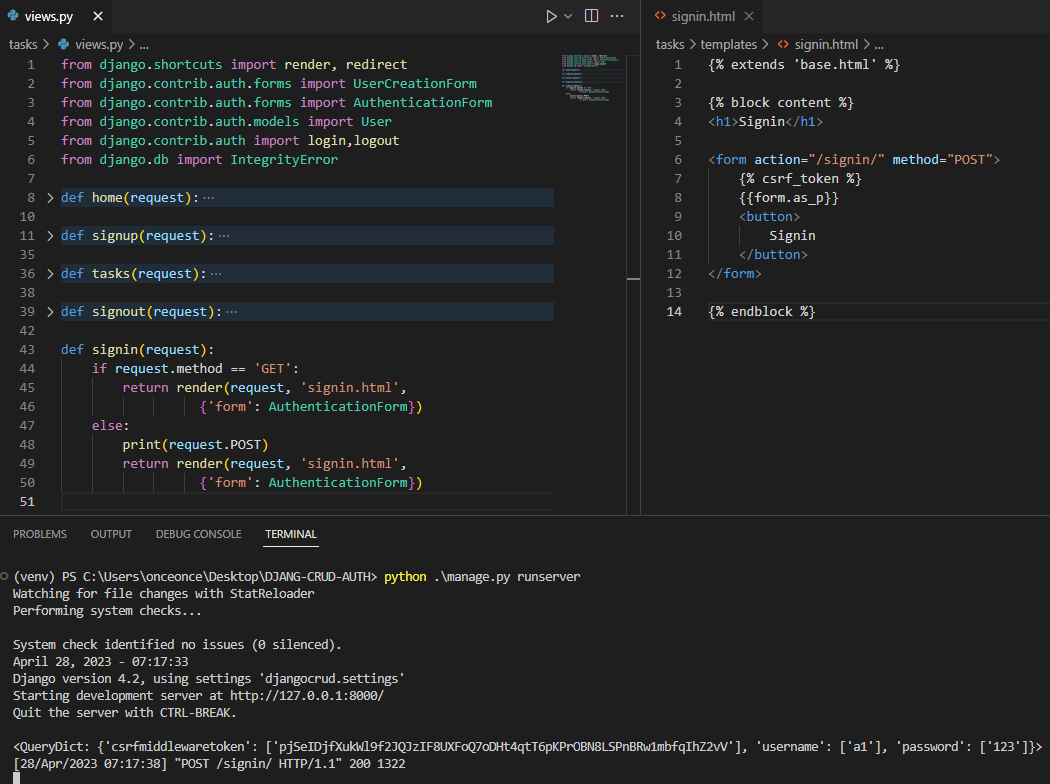 views.py
tasks > views.py > ...
1 from django.shortcuts import render, redirect
2 from django.contrib.auth.forms import UserCreationForm
3 from django.contrib.auth.forms import AuthenticationForm
4 from django.contrib.auth.models import User
5 from django.contrib.auth import login,logout
6 from django.db import IntegrityError
7
8 > def home(request): ···
10
11 > def signup(request): ···
35
36 > def tasks(request): ···
38
39 > def signout(request): ···
42
43 def signin(request):
44     if request.method == 'GET':
45         return render(request, 'signin.html',
46                   {'form': AuthenticationForm})
47     else:
48         print(request.POST)
49         return render(request, 'signin.html',
50                   {'form': AuthenticationForm})
51
signin.html
tasks > templates > signin.html > ...
1 {% extends 'base.html' %}
2
3 {% block content %}
4 <h1>Signin</h1>
5
6 <form action="/signin/" method="POST">
7     {% csrf_token %}
8     {{form.as_p}}
9     <button>
10         Signin
11     </button>
12 </form>
13
14 {% endblock %}
PROBLEMS OUTPUT DEBUG CONSOLE TERMINAL
(venv) PS C:\Users\onceonce\Desktop\DJANG-CRUD-AUTH> python .\manage.py runserver
Watching for file changes with StatReloader
Performing system checks...
System check identified no issues (0 silenced).
April 28, 2023 - 07:17:33
Django version 4.2, using settings 'djangocrud.settings'
Starting development server at http://127.0.0.1:8000/
Quit the server with CTRL-BREAK.
<QueryDict: {'csrfmiddlewaretoken': ['pjSeIDjfXukWl9f2JQJzIF8UXFoQ7oDHt4qtT6pKPrOBN8LSPnBRw1mbfqIhZ2vV'], 'username': ['a1'], 'password': ['123']}>
[28/Apr/2023 07:17:38] "POST /signin/ HTTP/1.1" 200 1322